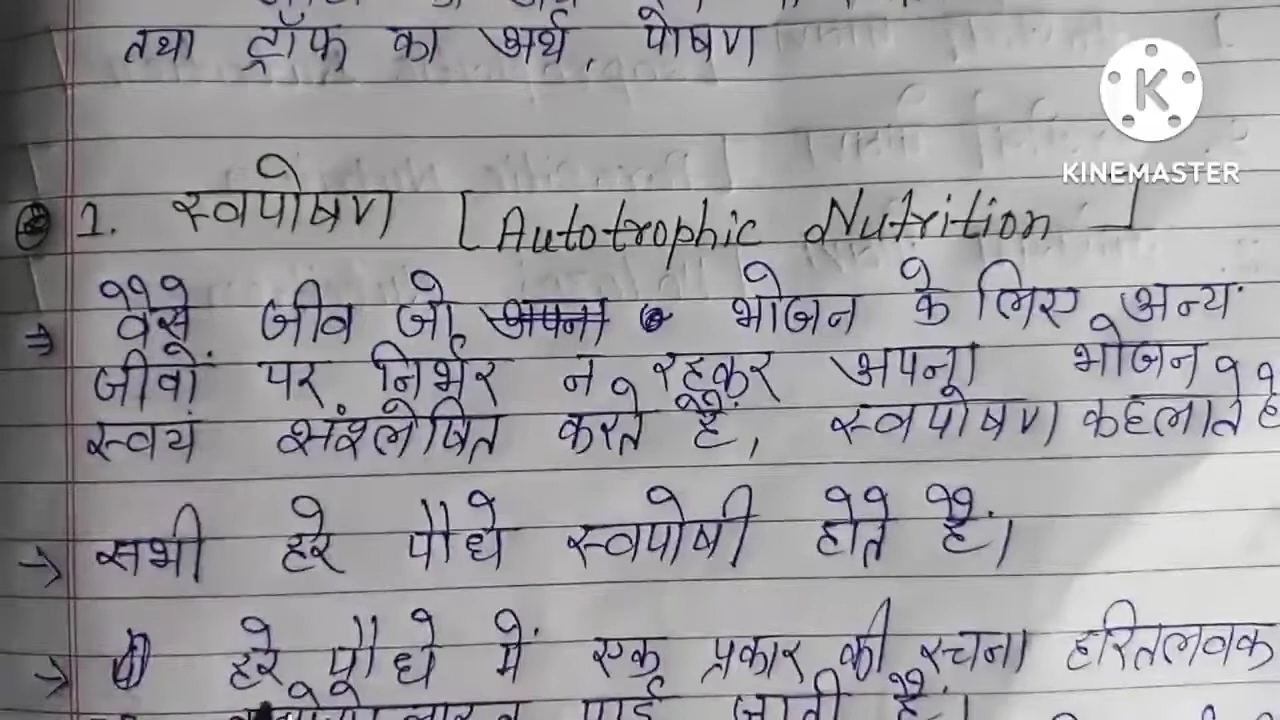 तथा ट्रॉफ का अर्थ, पोषण
K
KINEMASTER
1. स्वपोषण [Autotrophic Nutrition]
⇒ वैसे जीव जो अपना भोजन के लिए अन्य
जीवों पर निर्भर न रहकर अपना भोजन
स्वयं संश्लेषित करते हैं, स्वपोषण कहलाते है
→ सभी हरे पौधे स्वपोषी होते हैं।
→ हरे पौधे में एक प्रकार की रचना हरितलवक
पाई जाती है।